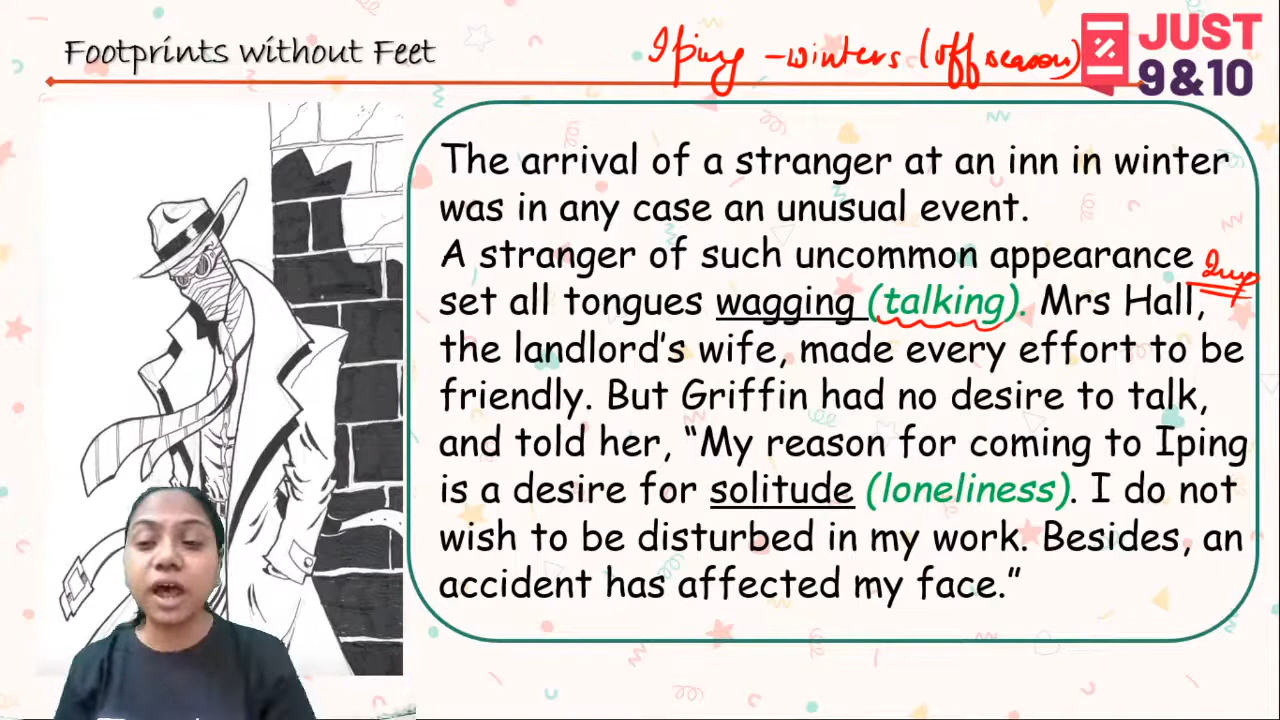 Footprints without Feet
Iping - winters (off season)
JUST
9&10
The arrival of a stranger at an inn in winter
was in any case an unusual event.
A stranger of such uncommon appearance
Imp
set all tongues wagging (talking). Mrs Hall,
the landlord's wife, made every effort to be
friendly. But Griffin had no desire to talk,
and told her, “My reason for coming to Iping
is a desire for solitude (loneliness). I do not
wish to be disturbed in my work. Besides, an
accident has affected my face.”